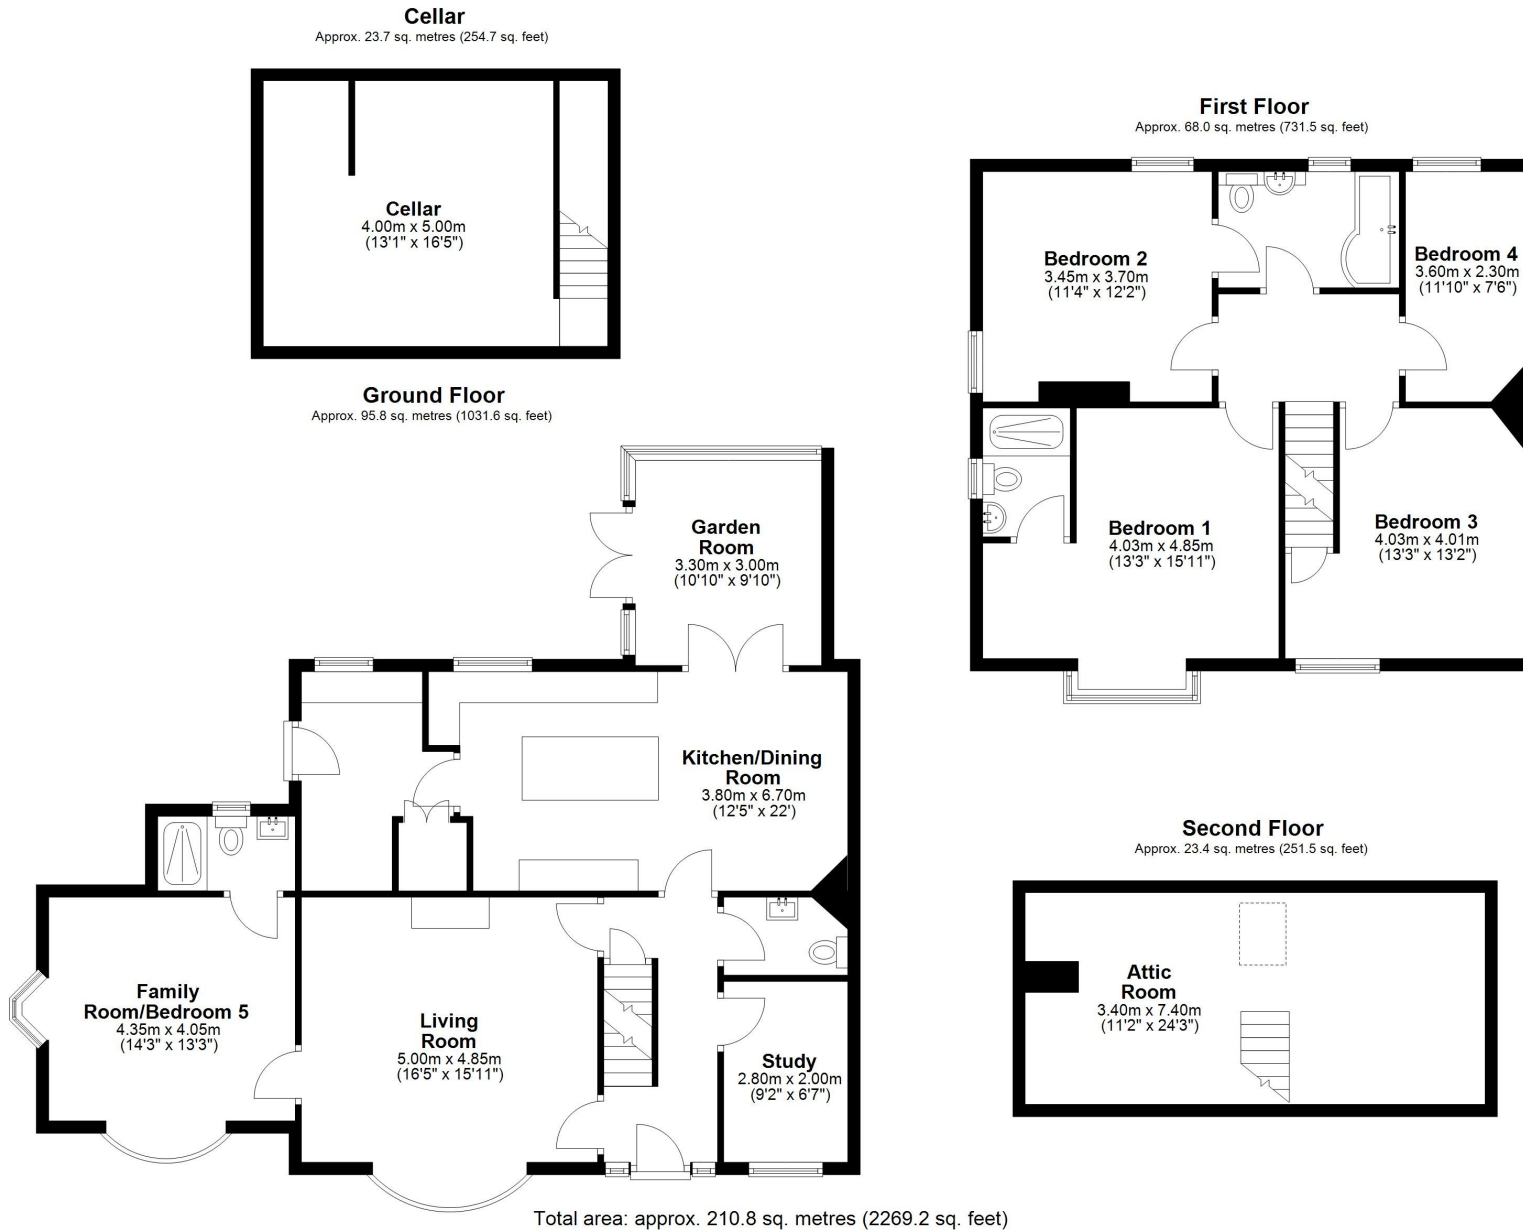 Cellar
Approx. 23.7 sq. metres (254.7 sq. feet)
Cellar
4.00m x 5.00m
(13'1" x 16'5")
First Floor
Approx. 68.0 sq. metres (731.5 sq. feet)
Bedroom 2
3.45m x 3.70m
(11'4" x 12'2")
Bedroom 4
3.60m x 2.30m
(11'10" x 7'6")
Bedroom 1
4.03m x 4.85m
(13'3" x 15'11")
Bedroom 3
4.03m x 4.01m
(13'3" x 13'2")
Ground Floor
Approx. 95.8 sq. metres (1031.6 sq. feet)
Garden
Room
3.30m x 3.00m
(10'10" x 9'10")
Kitchen/Dining
Room
3.80m x 6.70m
(12'5" x 22')
Family
Room/Bedroom 5
4.35m x 4.05m
(14'3" x 13'3")
Living
Room
5.00m x 4.85m
(16'5" x 15'11")
Study
2.80m x 2.00m
(9'2" x 6'7")
Second Floor
Approx. 23.4 sq. metres (251.5 sq. feet)
Attic
Room
3.40m x 7.40m
(11'2" x 24'3")
Total area: approx. 210.8 sq. metres (2269.2 sq. feet)